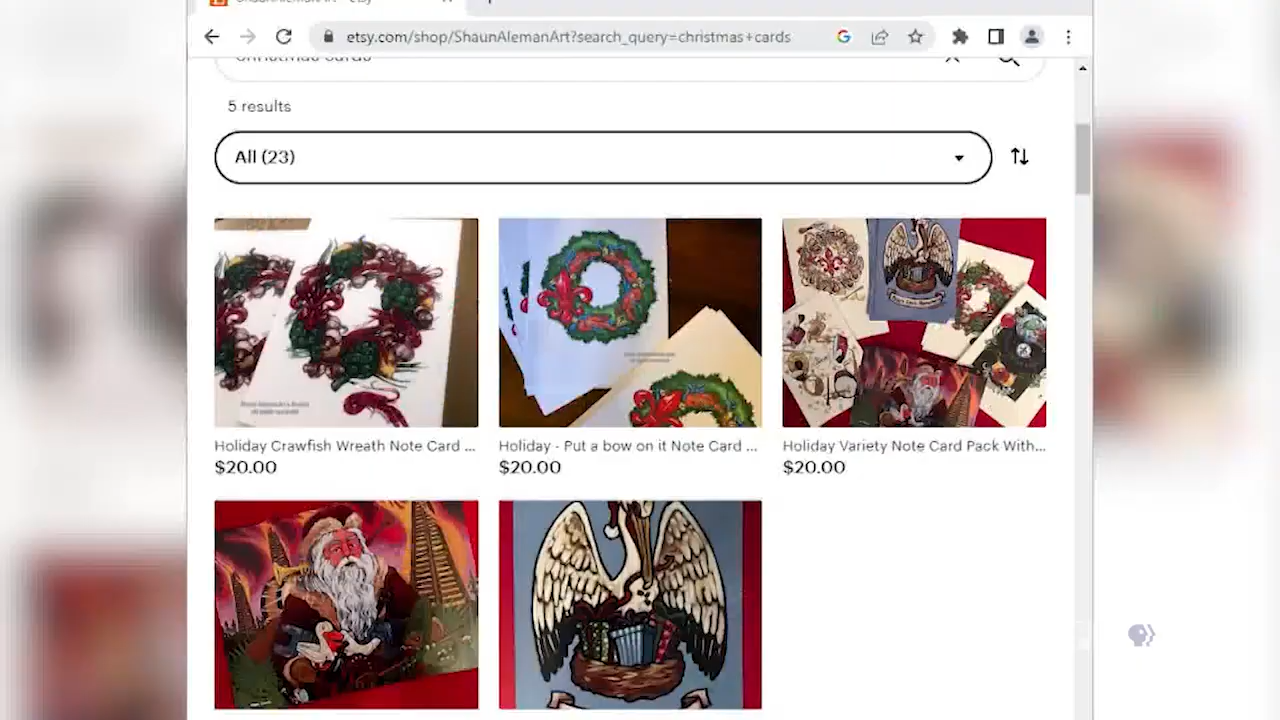 etsy.com/shop/ShaunAlemanArt?search_query=christmas+cards
5 results
All (23)
Holiday Crawfish Wreath Note Card ...
$20.00
Holiday - Put a bow on it Note Card ...
$20.00
Holiday Variety Note Card Pack With...
$20.00